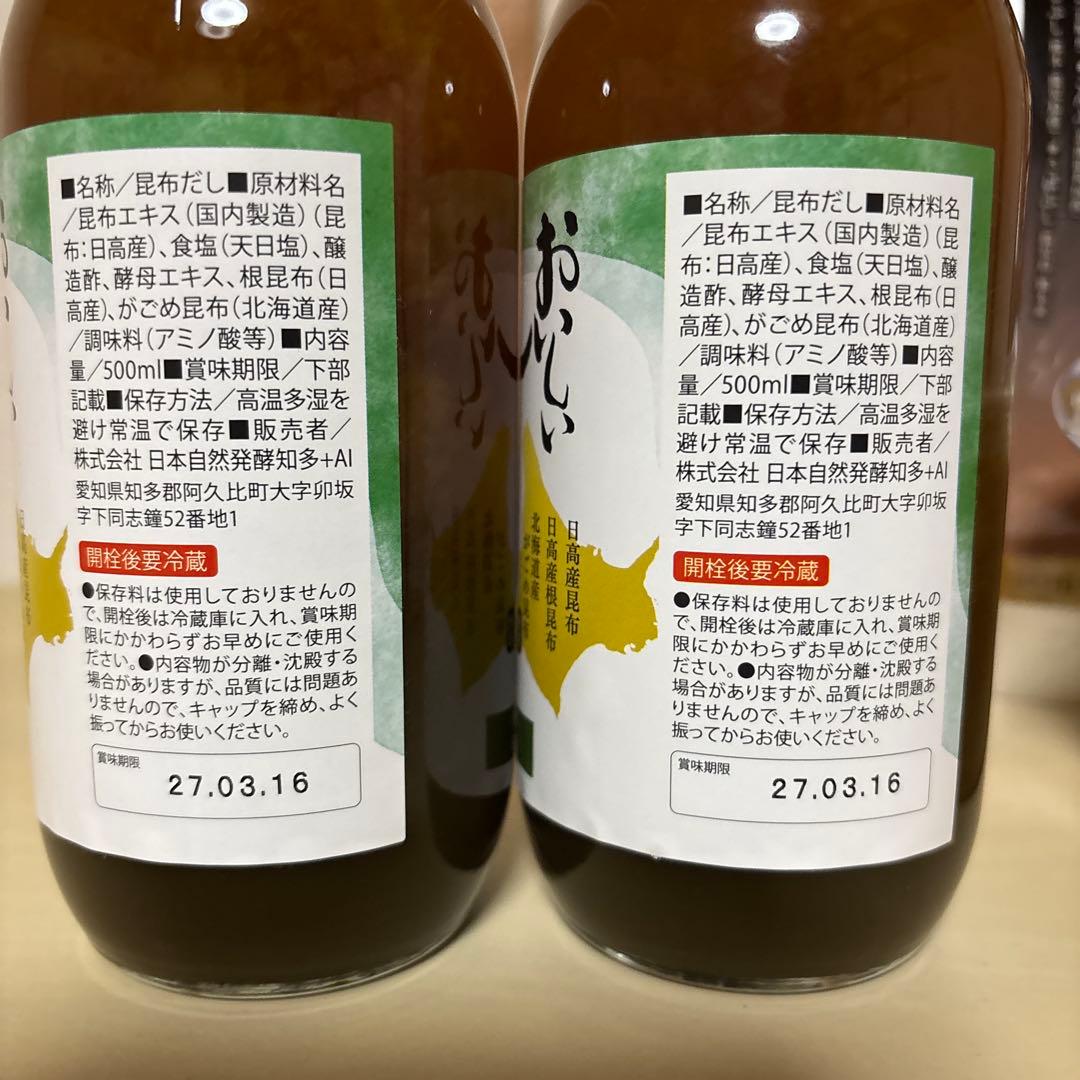 ■名称／昆布だし■原材料名
／昆布エキス（国内製造）（昆
布：日高産）、食塩（天日塩）、醸
造酢、酵母エキス、根昆布（日
高産）、がごめ昆布（北海道産）
／調味料（アミノ酸等）■内容
量／500ml■賞味期限／下部
記載■保存方法／高温多湿を
避け常温で保存■販売者／
株式会社 日本自然発酵知多+AI
愛知県知多郡阿久比町大字卯坂
字下同志鐘52番地1
開栓後要冷蔵
●保存料は使用しておりませんの
で、開栓後は冷蔵庫に入れ、賞味期
限にかかわらずお早めにご使用く
ださい。●内容物が分離・沈殿する
場合がありますが、品質には問題あ
りませんので、キャップを締め、よく
振ってからお使いください。
賞味期限
27.03.16
おいしい
日高産昆布
日高産根昆布
北海道産
がごめ昆布
■名称／昆布だし■原材料名
／昆布エキス（国内製造）（昆
布：日高産）、食塩（天日塩）、醸
造酢、酵母エキス、根昆布（日
高産）、がごめ昆布（北海道産）
／調味料（アミノ酸等）■内容
量／500ml■賞味期限／下部
記載■保存方法／高温多湿を
避け常温で保存■販売者／
株式会社 日本自然発酵知多+AI
愛知県知多郡阿久比町大字卯坂
字下同志鐘52番地1
開栓後要冷蔵
●保存料は使用しておりませんの
で、開栓後は冷蔵庫に入れ、賞味期
限にかかわらずお早めにご使用く
ださい。●内容物が分離・沈殿する
場合がありますが、品質には問題あ
りませんので、キャップを締め、よく
振ってからお使いください。
賞味期限
27.03.16